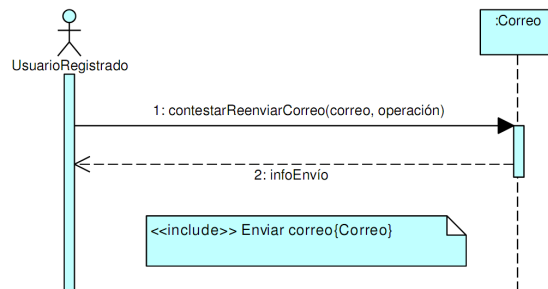 :Correo
UsuarioRegistrado
1: contestarReenviarCorreo(correo, operación)
2: infoEnvío
<<include>> Enviar correo{Correo}